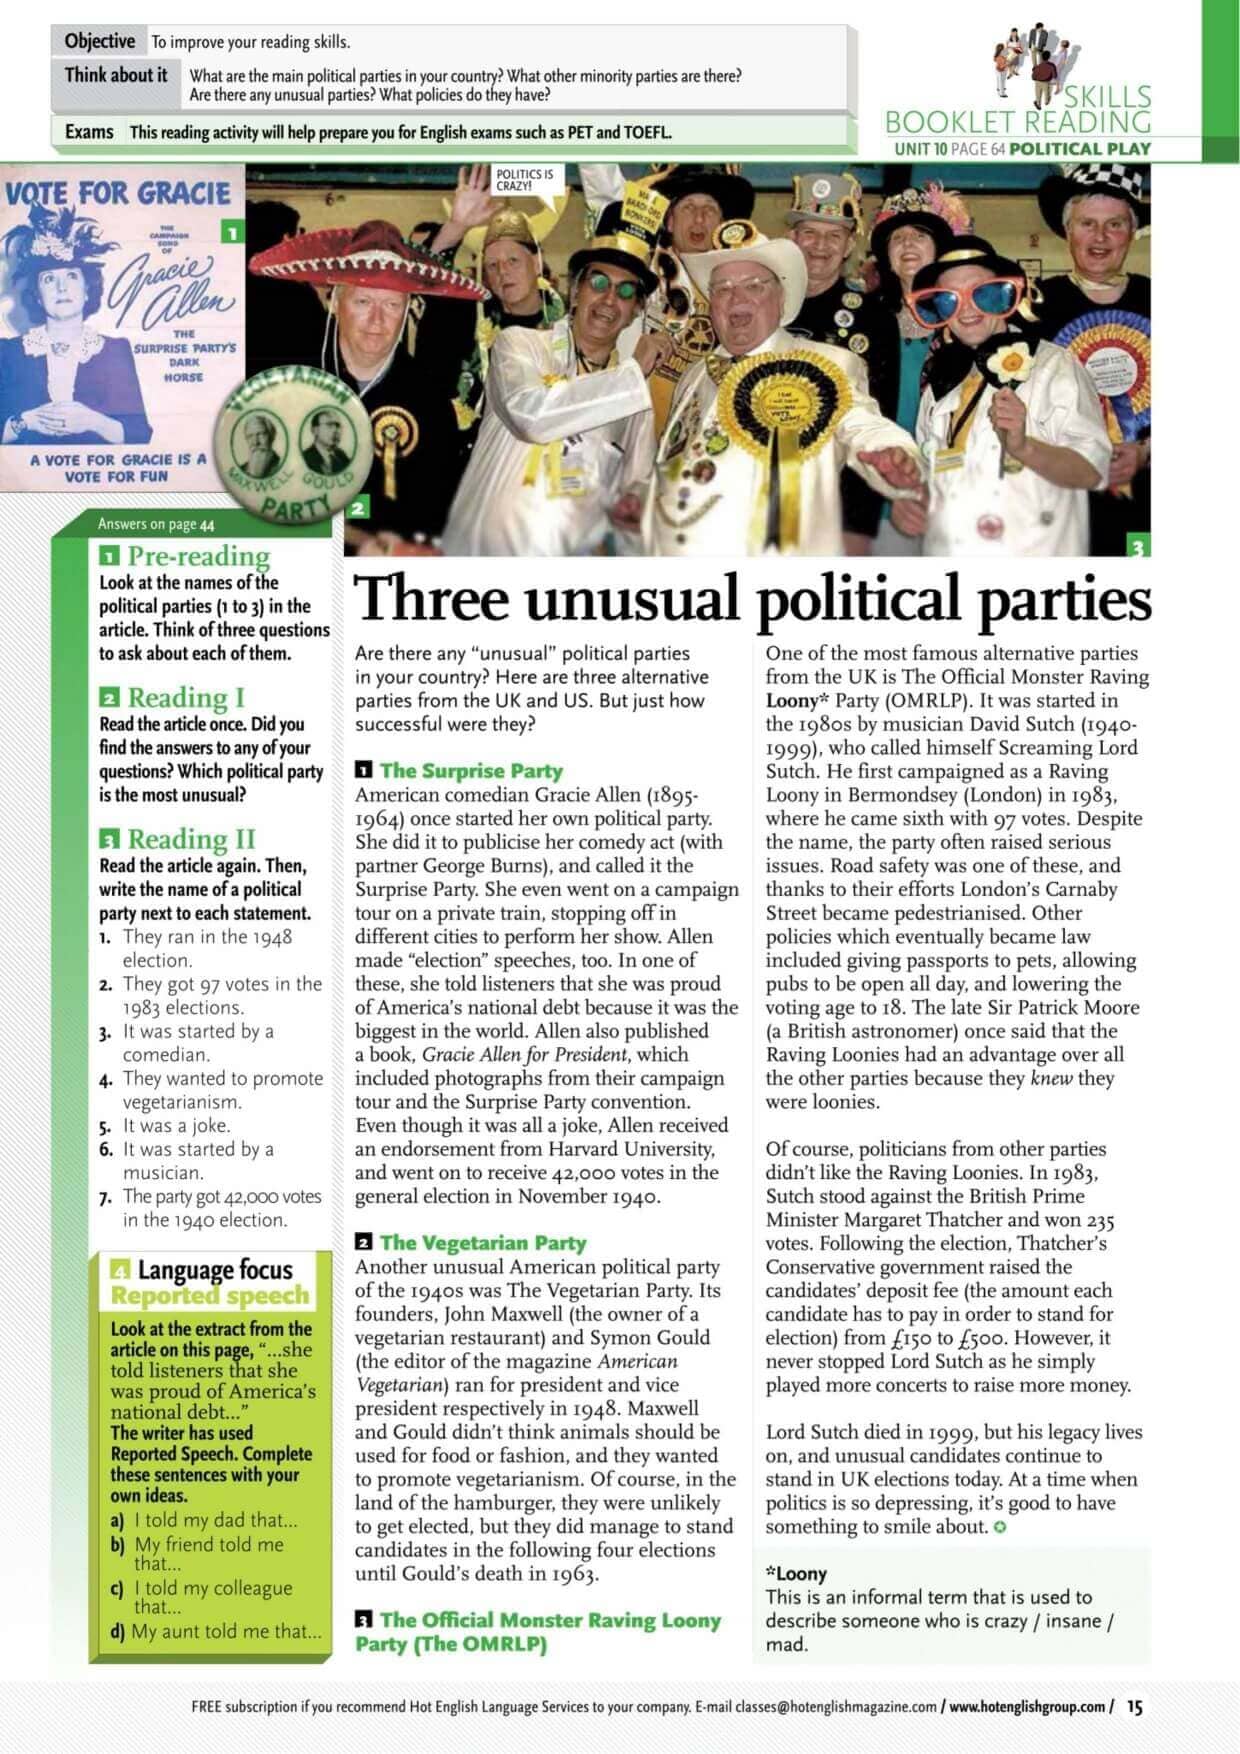 Objective To improve your reading skills.
Think about it What are the main political parties in your country? What other minority parties are there?
Are there any unusual parties? What policies do they have?
Exams This reading activity will help prepare you for English exams such as PET and TOEFL.
SKILLS
BOOKLET READING
UNIT 10 PAGE 64 POLITICAL PLAY
VOTE FOR GRACIE
1
THE
CAMPAIGN
SONG
OF
Gracie
Allen
THE
SURPRISE PARTY'S
DARK
HORSE
A VOTE FOR GRACIE IS A
VOTE FOR FUN
VEGETARIAN
MAXWELL GOULD
PARTY
2
POLITICS IS
CRAZY!
3
Answers on page 44
1 Pre-reading
Look at the names of the
political parties (1 to 3) in the
article. Think of three questions
to ask about each of them.
2 Reading I
Read the article once. Did you
find the answers to any of your
questions? Which political party
is the most unusual?
3 Reading II
Read the article again. Then,
write the name of a political
party next to each statement.
1. They ran in the 1948
election.
2. They got 97 votes in the
1983 elections.
3. It was started by a
comedian.
4. They wanted to promote
vegetarianism.
5. It was a joke.
6. It was started by a
musician.
7. The party got 42,000 votes
in the 1940 election.
4 Language focus
Reported speech
Look at the extract from the
article on this page, “...she
told listeners that she
was proud of America's
national debt...”
The writer has used
Reported Speech. Complete
these sentences with your
own ideas.
a) I told my dad that...
b) My friend told me
that...
c) I told my colleague
that...
d) My aunt told me that...
Three unusual political parties
Are there any “unusual” political parties
in your country? Here are three alternative
parties from the UK and US. But just how
successful were they?
1 The Surprise Party
American comedian Gracie Allen (1895-
1964) once started her own political party.
She did it to publicise her comedy act (with
partner George Burns), and called it the
Surprise Party. She even went on a campaign
tour on a private train, stopping off in
different cities to perform her show. Allen
made “election” speeches, too. In one of
these, she told listeners that she was proud
of America's national debt because it was the
biggest in the world. Allen also published
a book, Gracie Allen for President, which
included photographs from their campaign
tour and the Surprise Party convention.
Even though it was all a joke, Allen received
an endorsement from Harvard University,
and went on to receive 42,000 votes in the
general election in November 1940.
2 The Vegetarian Party
Another unusual American political party
of the 1940s was The Vegetarian Party. Its
founders, John Maxwell (the owner of a
vegetarian restaurant) and Symon Gould
(the editor of the magazine American
Vegetarian) ran for president and vice
president respectively in 1948. Maxwell
and Gould didn't think animals should be
used for food or fashion, and they wanted
to promote vegetarianism. Of course, in the
land of the hamburger, they were unlikely
to get elected, but they did manage to stand
candidates in the following four elections
until Gould's death in 1963.
3 The Official Monster Raving Loony
Party (The OMRLP)
One of the most famous alternative parties
from the UK is The Official Monster Raving
Loony* Party (OMRLP). It was started in
the 1980s by musician David Sutch (1940-
1999), who called himself Screaming Lord
Sutch. He first campaigned as a Raving
Loony in Bermondsey (London) in 1983,
where he came sixth with 97 votes. Despite
the name, the party often raised serious
issues. Road safety was one of these, and
thanks to their efforts London's Carnaby
Street became pedestrianised. Other
policies which eventually became law
included giving passports to pets, allowing
pubs to be open all day, and lowering the
voting age to 18. The late Sir Patrick Moore
(a British astronomer) once said that the
Raving Loonies had an advantage over all
the other parties because they knew they
were loonies.
Of course, politicians from other parties
didn't like the Raving Loonies. In 1983,
Sutch stood against the British Prime
Minister Margaret Thatcher and won 235
votes. Following the election, Thatcher's
Conservative government raised the
candidates' deposit fee (the amount each
candidate has to pay in order to stand for
election) from £150 to £500. However, it
never stopped Lord Sutch as he simply
played more concerts to raise more money.
Lord Sutch died in 1999, but his legacy lives
on, and unusual candidates continue to
stand in UK elections today. At a time when
politics is so depressing, it's good to have
something to smile about.
*Loony
This is an informal term that is used to
describe someone who is crazy / insane /
mad.
FREE subscription if you recommend Hot English Language Services to your company. E-mail classes@hotenglishmagazine.com / www.hotenglishgroup.com / 15